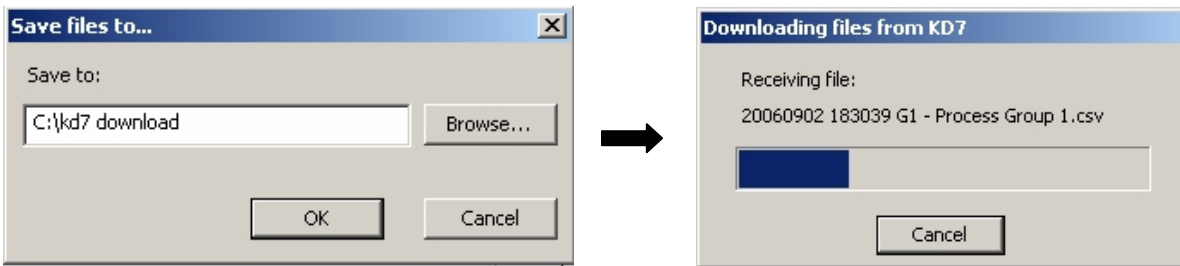 Save files to...
Save to:
C:\kd7 download
Browse...
OK
Cancel
Downloading files from KD7
Receiving file:
20060902 183039 G1 - Process Group 1.csv
Cancel